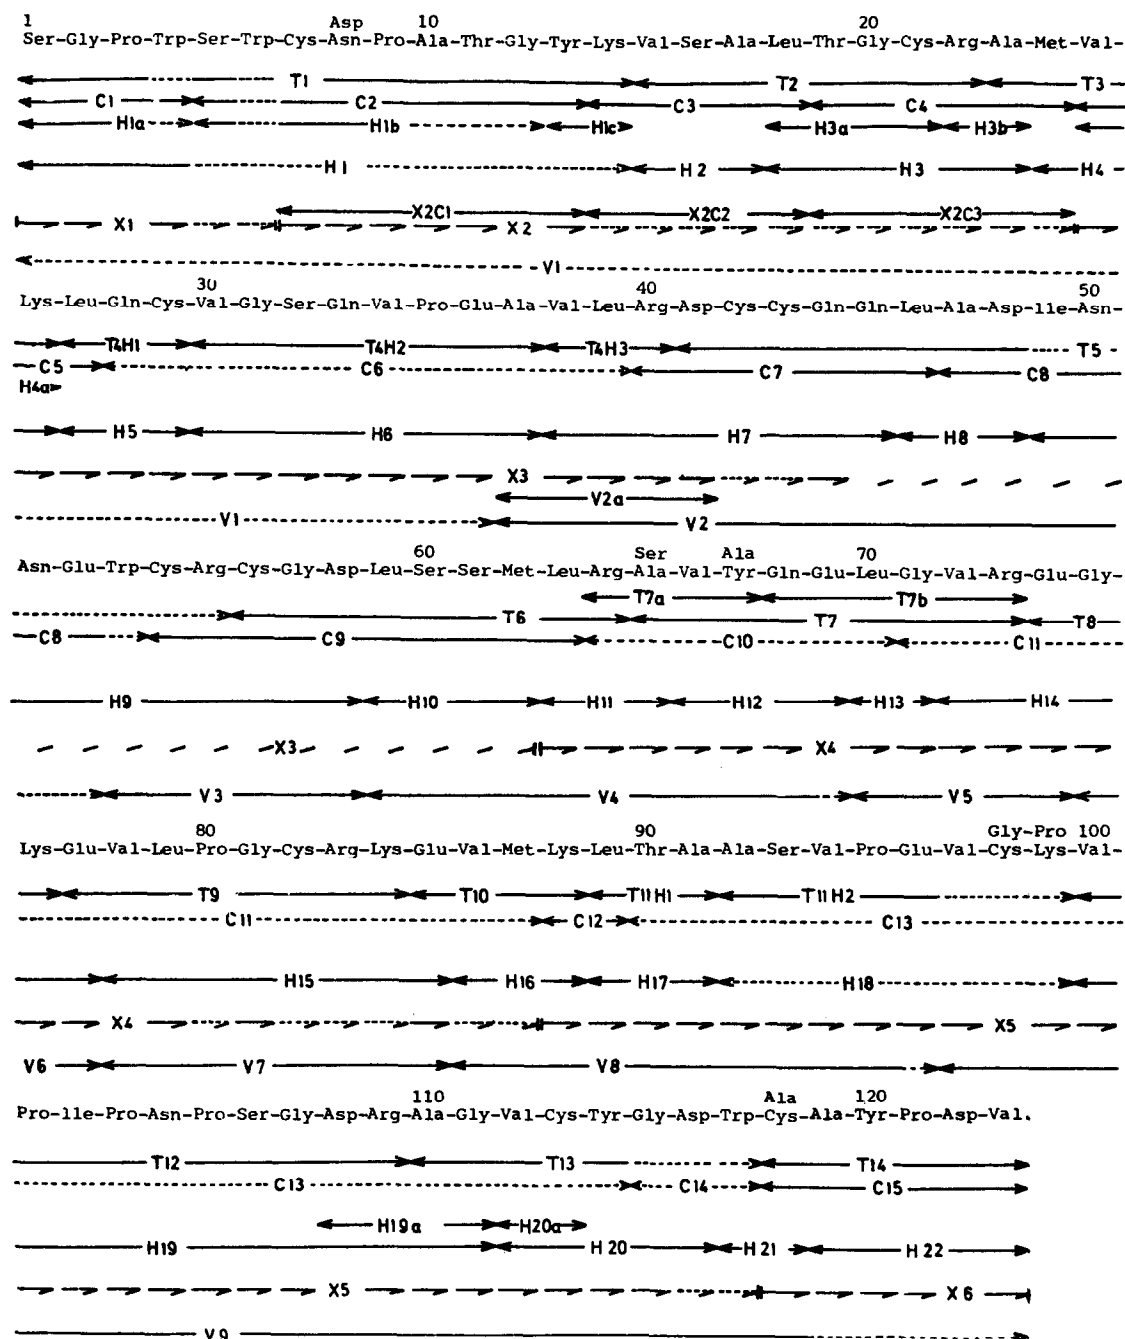 1 Asp 10 20
Ser-Gly-Pro-Trp-Ser-Trp-Cys-Asn-Pro-Ala-Thr-Gly-Tyr-Lys-Val-Ser-Ala-Leu-Thr-Gly-Cys-Arg-Ala-Met-Val-
T1 T2 T3
C1 C2 C3 C4
H1a H1b H1c H3a H3b
H1 H2 H3 H4
X2C1 X2C2 X2C3
X1 X2
V1
30 40 50
Lys-Leu-Gln-Cys-Val-Gly-Ser-Gln-Val-Pro-Glu-Ala-Val-Leu-Arg-Asp-Cys-Cys-Gln-Gln-Leu-Ala-Asp-Ile-Asn-
T4H1 T4H2 T4H3 T5
C5 C6 C7 C8
H4a
H5 H6 H7 H8
X3
V2a
V1 V2
60 Ser Ala 70
Asn-Glu-Trp-Cys-Arg-Cys-Gly-Asp-Leu-Ser-Ser-Met-Leu-Arg-Ala-Val-Tyr-Gln-Glu-Leu-Gly-Val-Arg-Glu-Gly-
T7a T7b
T6 T7 T8
C8 C9 C10 C11
H9 H10 H11 H12 H13 H14
X3 X4
V3 V4 V5
80 90 Gly-Pro 100
Lys-Glu-Val-Leu-Pro-Gly-Cys-Arg-Lys-Glu-Val-Met-Lys-Leu-Thr-Ala-Ala-Ser-Val-Pro-Glu-Val-Cys-Lys-Val-
T9 T10 T11H1 T11H2
C11 C12 C13
H15 H16 H17 H18
X4 X5
V6 V7 V8
110 Ala 120
Pro-Ile-Pro-Asn-Pro-Ser-Gly-Asp-Arg-Ala-Gly-Val-Cys-Tyr-Gly-Asp-Trp-Cys-Ala-Tyr-Pro-Asp-Val.
T12 T13 T14
C13 C14 C15
H19a H20a
H19 H20 H21 H22
X5 X6
V9